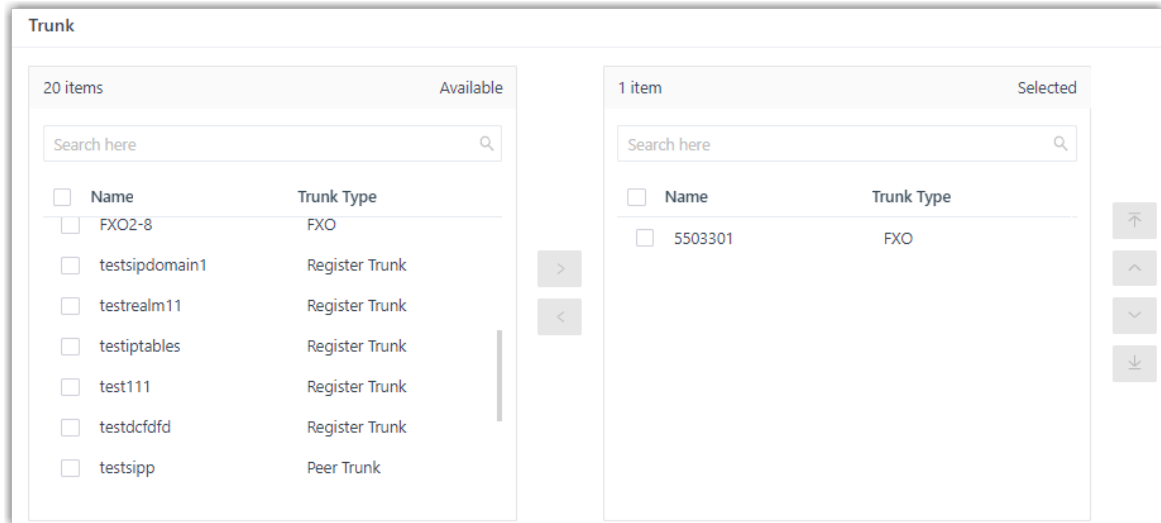 Trunk
20 items Available
Search here
Name Trunk Type
FXO2-8 FXO
testsipdomain1 Register Trunk
testrealm11 Register Trunk
testiptables Register Trunk
test111 Register Trunk
testdcfdfd Register Trunk
testsipp Peer Trunk
1 item Selected
Search here
Name Trunk Type
5503301 FXO